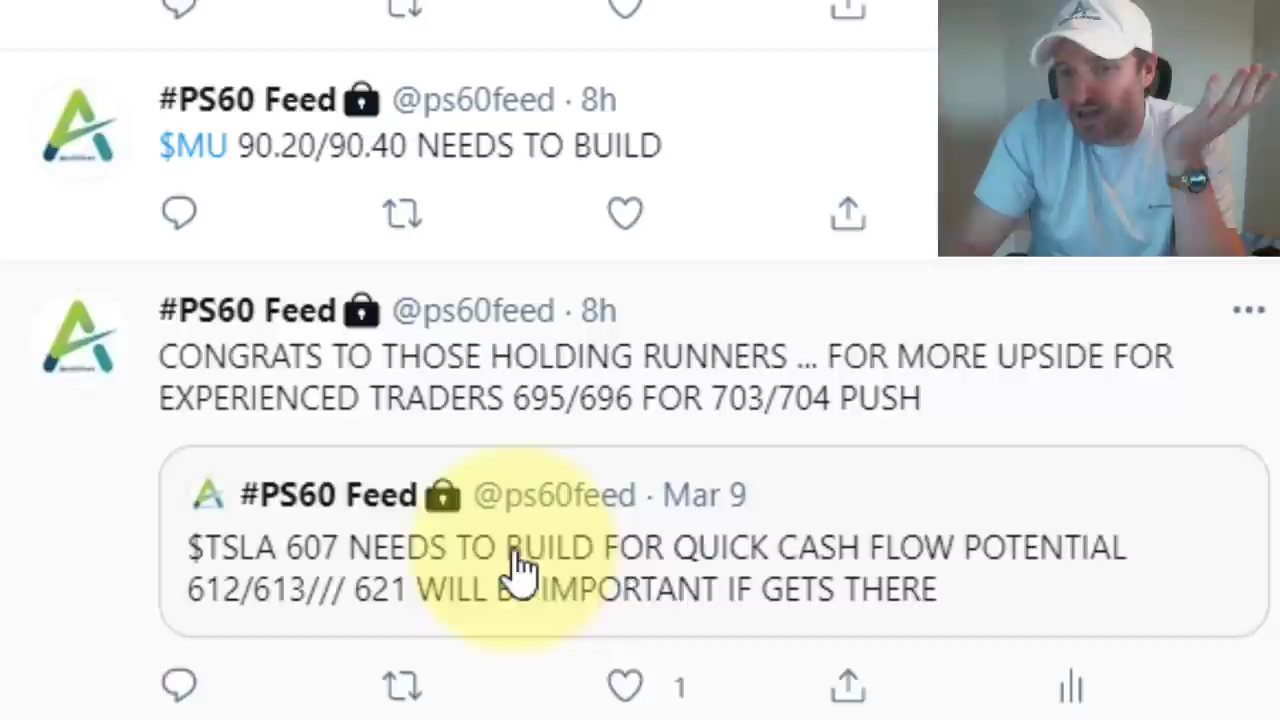 #PS60 Feed @ps60feed · 8h
$MU 90.20/90.40 NEEDS TO BUILD
#PS60 Feed @ps60feed · 8h
CONGRATS TO THOSE HOLDING RUNNERS ... FOR MORE UPSIDE FOR
EXPERIENCED TRADERS 695/696 FOR 703/704 PUSH
#PS60 Feed @ps60feed · Mar 9
$TSLA 607 NEEDS TO BUILD FOR QUICK CASH FLOW POTENTIAL
612/613/// 621 WILL BE IMPORTANT IF GETS THERE
1